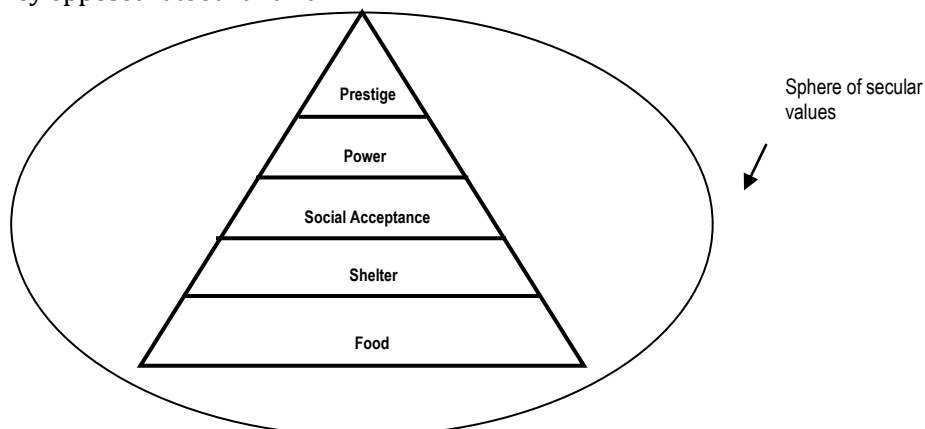 Prestige
Sphere of secular
values
Power
Social Acceptance
Shelter
Food